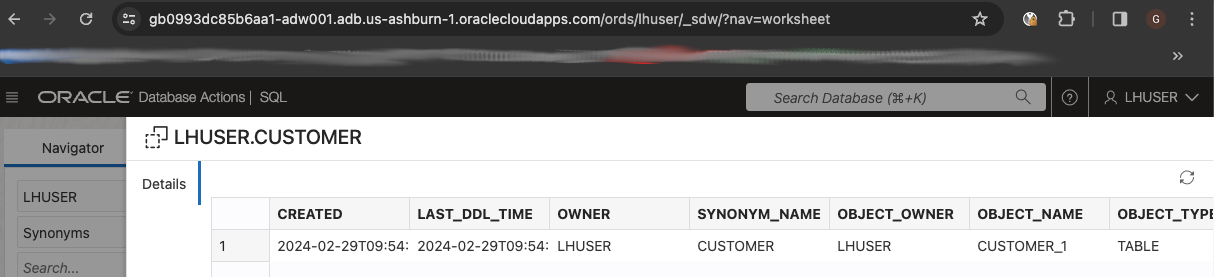 gb0993dc85b6aa1-adw001.adb.us-ashburn-1.oraclecloudapps.com/ords/lhuser/_sdw/?nav=worksheet
G
»
ORACLE Database Actions | SQL
Search Database (⌘+K)
LHUSER
LHUSER.CUSTOMER
Navigator
Details
LHUSER
CREATED LAST_DDL_TIME OWNER SYNONYM_NAME OBJECT_OWNER OBJECT_NAME OBJECT_TYPE
Synonyms
1 2024-02-29T09:54: 2024-02-29T09:54: LHUSER CUSTOMER LHUSER CUSTOMER_1 TABLE
Search...